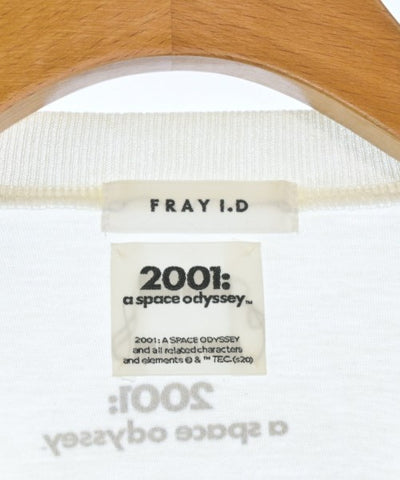 FRAY I.D
2001:
a space odyssey™
2001: A SPACE ODYSSEY
and all related characters
and elements © & ™ TEC. (s20)
2001:
a space odyssey